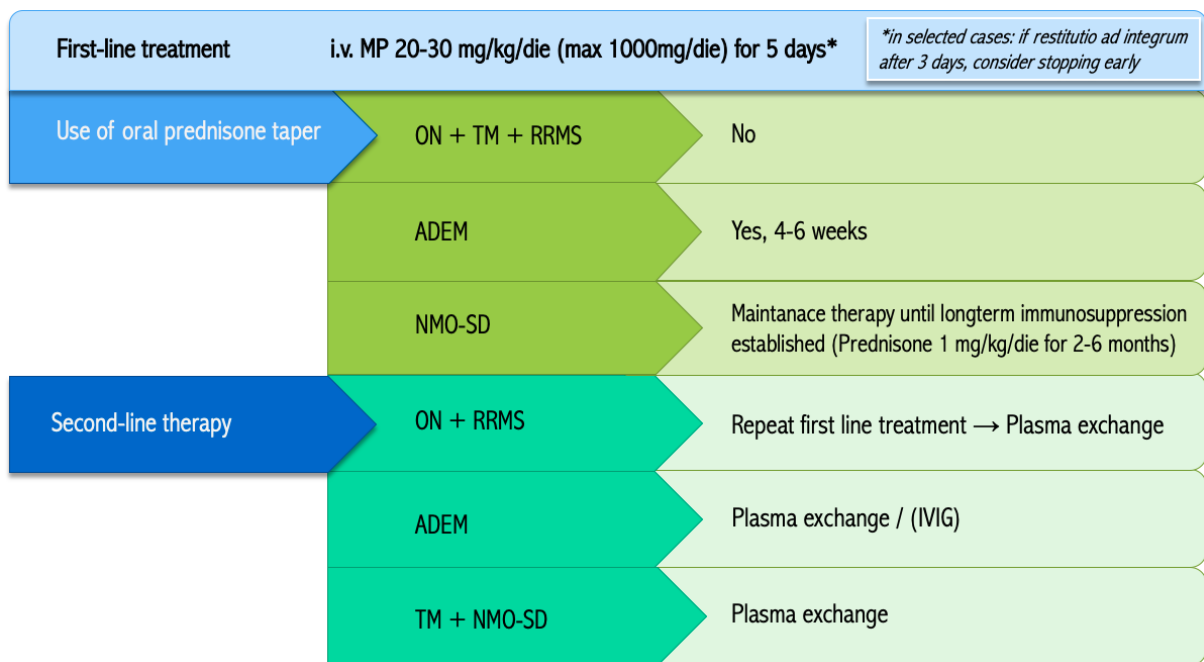 First-line treatment
i.v. MP 20-30 mg/kg/die (max 1000mg/die) for 5 days*
*in selected cases: if restitutio ad integrum
after 3 days, consider stopping early
Use of oral prednisone taper
ON + TM + RRMS
No
ADEM
Yes, 4-6 weeks
NMO-SD
Maintanace therapy until longterm immunosuppression
established (Prednisone 1 mg/kg/die for 2-6 months)
Second-line therapy
ON + RRMS
Repeat first line treatment → Plasma exchange
ADEM
Plasma exchange / (IVIG)
TM + NMO-SD
Plasma exchange